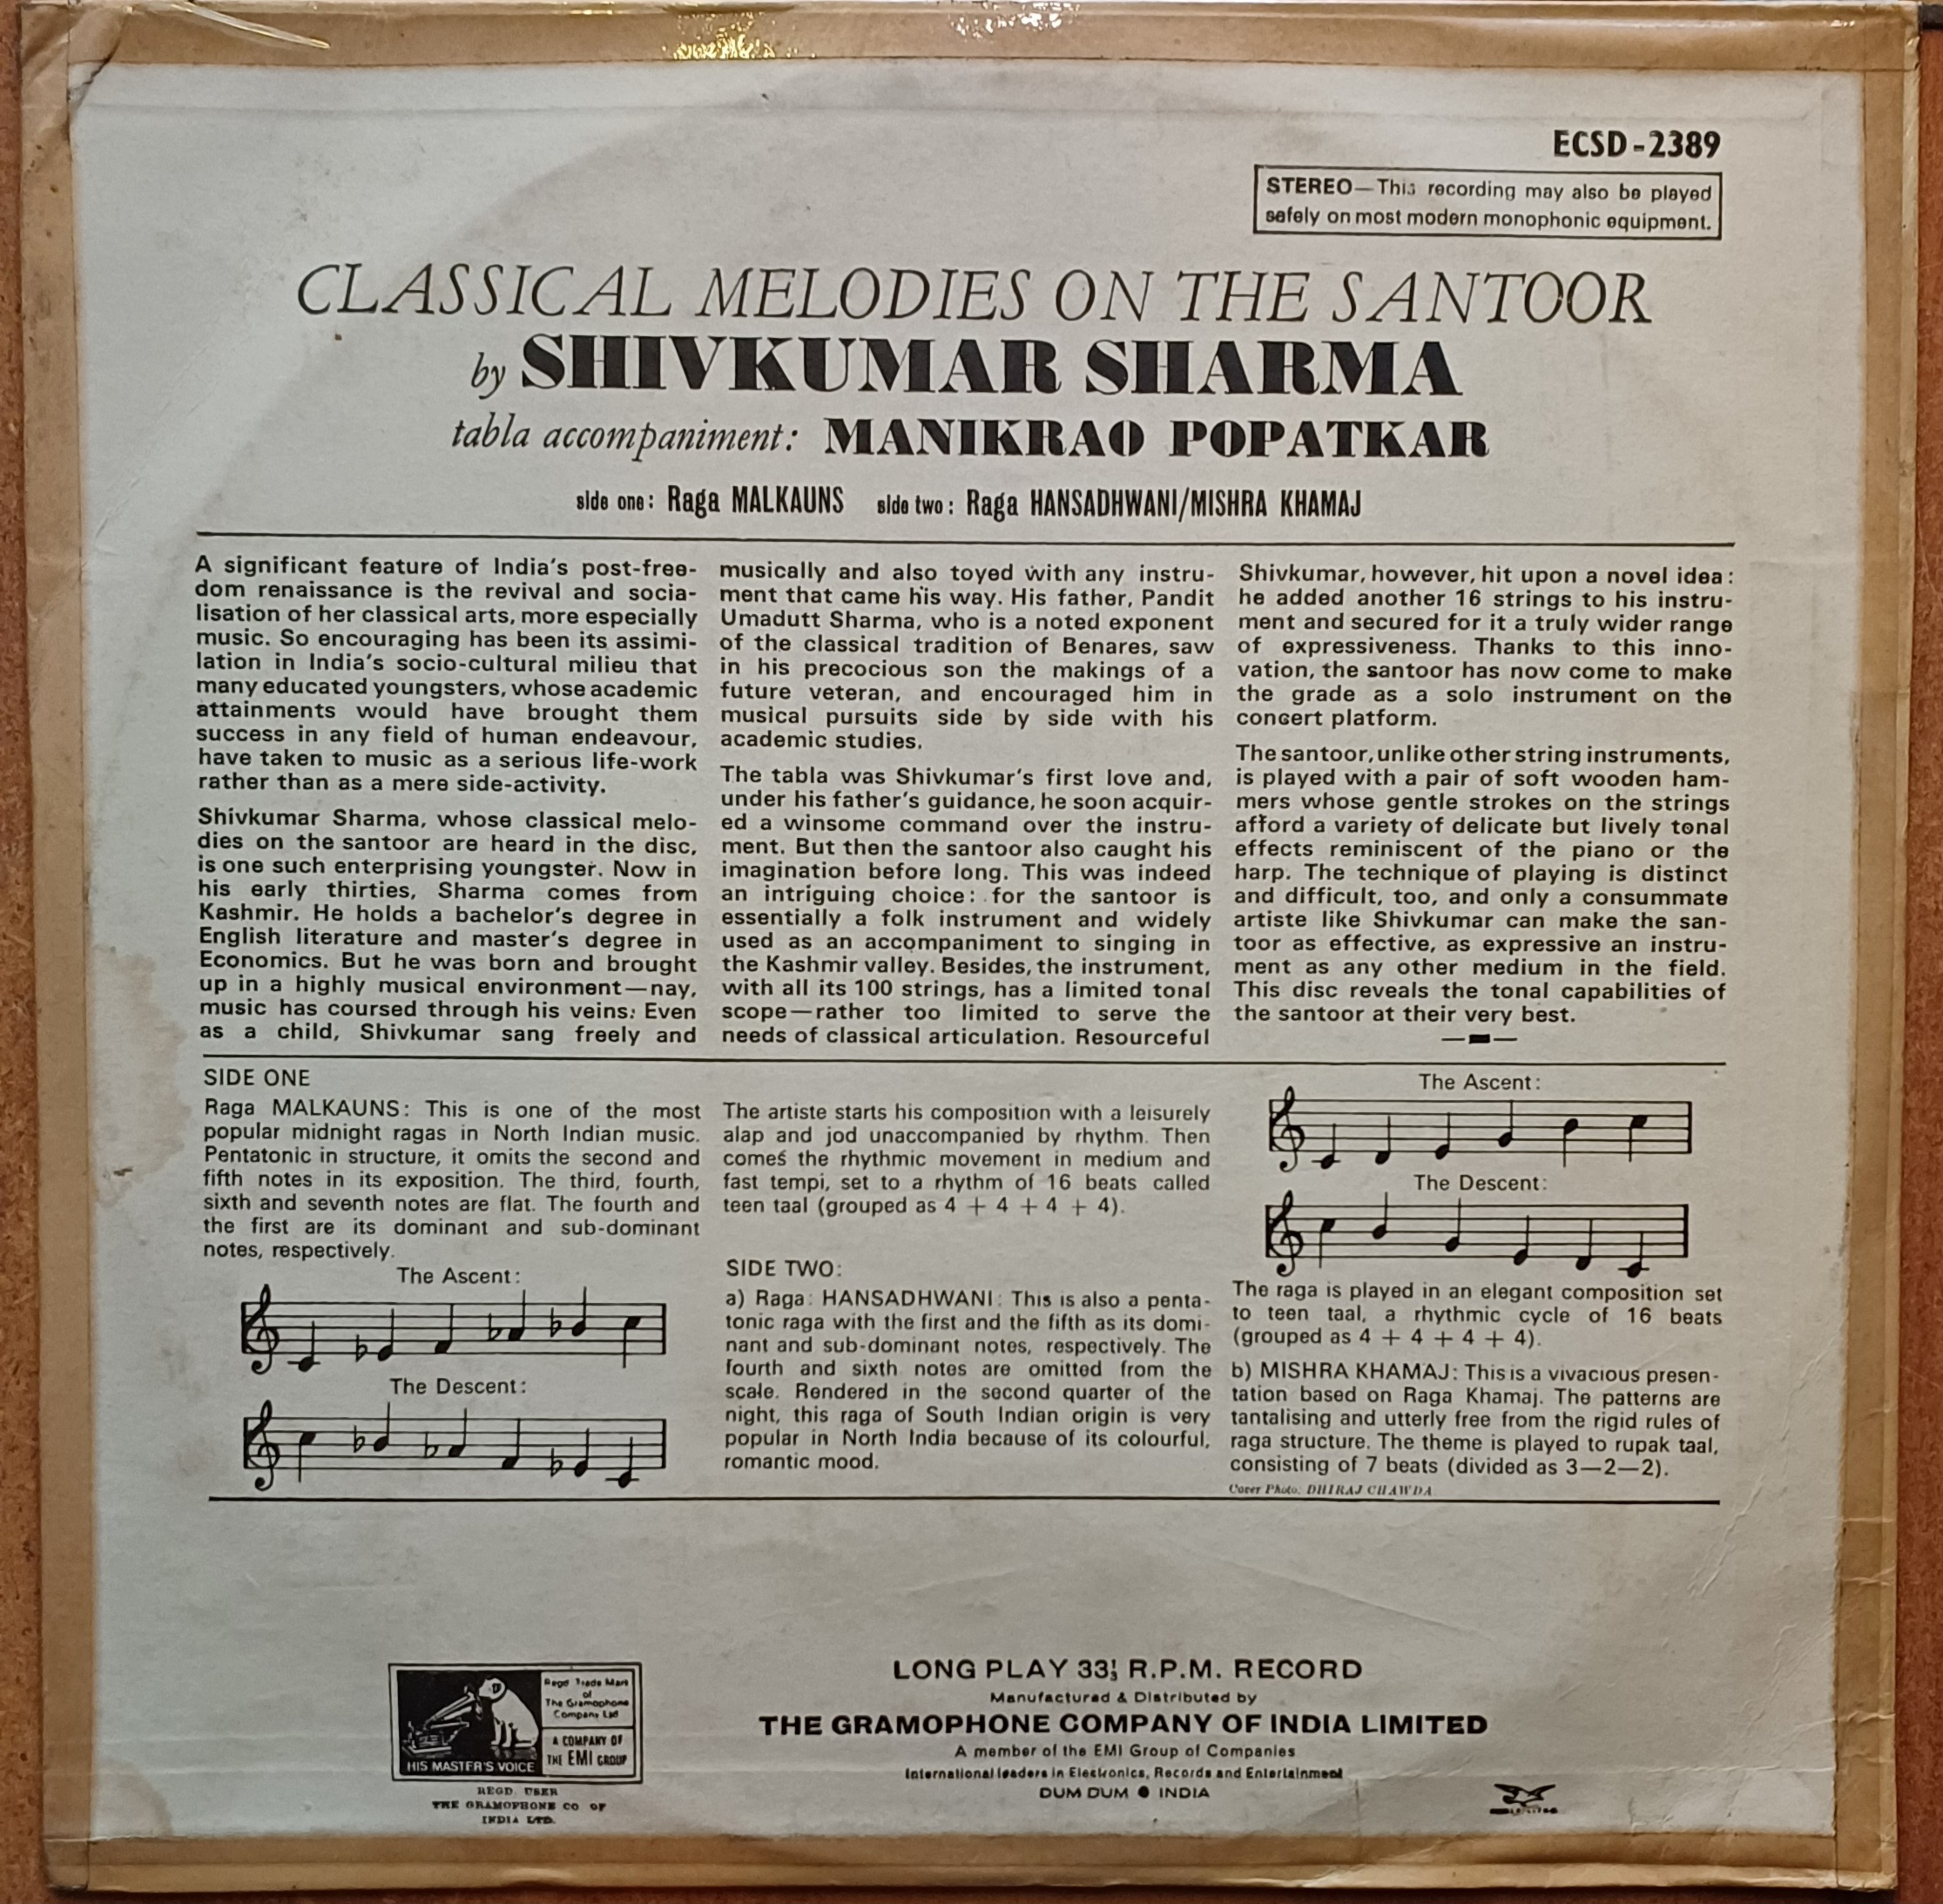 ECSD-2389
STEREO—This recording may also be played
safely on most modern monophonic equipment.
CLASSICAL MELODIES ON THE SANTOOR
by SHIVKUMAR SHARMA
tabla accompaniment: MANIKRAO POPATKAR
side one: Raga MALKAUNS side two: Raga HANSADHWANI/MISHRA KHAMAJ
A significant feature of India's post-free-
dom renaissance is the revival and socia-
lisation of her classical arts, more especially
music. So encouraging has been its assimi-
lation in India's socio-cultural milieu that
many educated youngsters, whose academic
attainments would have brought them
success in any field of human endeavour,
have taken to music as a serious life-work
rather than as a mere side-activity.
Shivkumar Sharma, whose classical melo-
dies on the santoor are heard in the disc,
is one such enterprising youngster. Now in
his early thirties, Sharma comes from
Kashmir. He holds a bachelor's degree in
English literature and master's degree in
Economics. But he was born and brought
up in a highly musical environment—nay,
music has coursed through his veins: Even
as a child, Shivkumar sang freely and
musically and also toyed with any instru-
ment that came his way. His father, Pandit
Umadutt Sharma, who is a noted exponent
of the classical tradition of Benares, saw
in his precocious son the makings of a
future veteran, and encouraged him in
musical pursuits side by side with his
academic studies.
The tabla was Shivkumar's first love and,
under his father's guidance, he soon acquir-
ed a winsome command over the instru-
ment. But then the santoor also caught his
imagination before long. This was indeed
an intriguing choice: for the santoor is
essentially a folk instrument and widely
used as an accompaniment to singing in
the Kashmir valley. Besides, the instrument,
with all its 100 strings, has a limited tonal
scope—rather too limited to serve the
needs of classical articulation. Resourceful
Shivkumar, however, hit upon a novel idea:
he added another 16 strings to his instru-
ment and secured for it a truly wider range
of expressiveness. Thanks to this inno-
vation, the santoor has now come to make
the grade as a solo instrument on the
concert platform.
The santoor, unlike other string instruments,
is played with a pair of soft wooden ham-
mers whose gentle strokes on the strings
afford a variety of delicate but lively tonal
effects reminiscent of the piano or the
harp. The technique of playing is distinct
and difficult, too, and only a consummate
artiste like Shivkumar can make the san-
toor as effective, as expressive an instru-
ment as any other medium in the field.
This disc reveals the tonal capabilities of
the santoor at their very best.
SIDE ONE
Raga MALKAUNS: This is one of the most
popular midnight ragas in North Indian music.
Pentatonic in structure, it omits the second and
fifth notes in its exposition. The third, fourth,
sixth and seventh notes are flat. The fourth and
the first are its dominant and sub-dominant
notes, respectively.
The Ascent:
The Descent:
The artiste starts his composition with a leisurely
alap and jod unaccompanied by rhythm. Then
comes the rhythmic movement in medium and
fast tempi, set to a rhythm of 16 beats called
teen taal (grouped as 4 + 4 + 4 + 4).
SIDE TWO:
a) Raga: HANSADHWANI: This is also a penta-
tonic raga with the first and the fifth as its domi-
nant and sub-dominant notes, respectively. The
fourth and sixth notes are omitted from the
scale. Rendered in the second quarter of the
night, this raga of South Indian origin is very
popular in North India because of its colourful,
romantic mood.
The Ascent:
The Descent:
The raga is played in an elegant composition set
to teen taal, a rhythmic cycle of 16 beats
(grouped as 4 + 4 + 4 + 4).
b) MISHRA KHAMAJ: This is a vivacious presen-
tation based on Raga Khamaj. The patterns are
tantalising and utterly free from the rigid rules of
raga structure. The theme is played to rupak taal,
consisting of 7 beats (divided as 3—2—2).
Cover Photo: DHIRAJ CHAWDA
Regd Trade Mark
of
The Gramophone
Company Ltd
A COMPANY OF
THE EMI GROUP
HIS MASTER'S VOICE
REGD. USER
THE GRAMOPHONE CO OF
INDIA LTD.
LONG PLAY 33⅓ R.P.M. RECORD
Manufactured & Distributed by
THE GRAMOPHONE COMPANY OF INDIA LIMITED
A member of the EMI Group of Companies
International leaders in Electronics, Records and Entertainment
DUM DUM ● INDIA